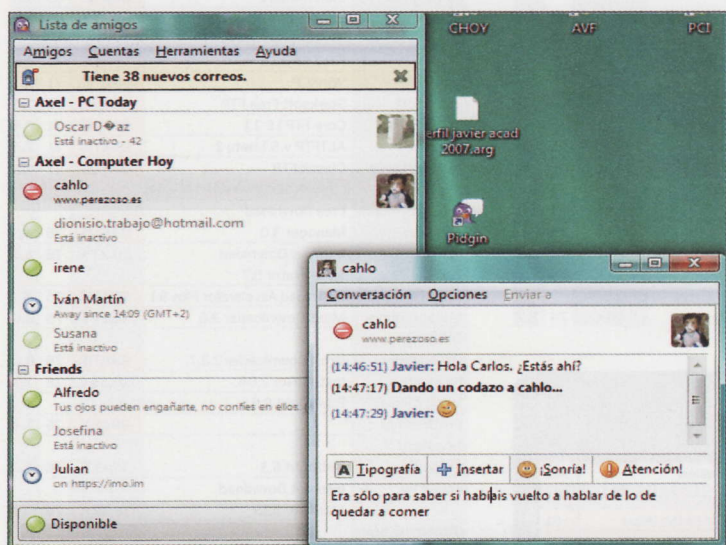 Lista de amigos
Amigos Cuentas Herramientas Ayuda
Tiene 38 nuevos correos.
Axel - PC Today
Oscar D�az
Está inactivo - 42
Axel - Computer Hoy
cahlo
www.perezoso.es
dionisio.trabajo@hotmail.com
Está inactivo
irene
Iván Martín
Away since 14:09 (GMT+2)
Susana
Está inactivo
Friends
Alfredo
Tus ojos pueden engañarte, no confíes en ellos.
Josefina
Está inactivo
Julian
on https://imo.im
Disponible
CHOY AVF PCI
erfil javier acad
2007.arg
Pidgin
cahlo
Conversación Opciones Enviar a
cahlo
www.perezoso.es
(14:46:51) Javier: Hola Carlos. ¿Estás ahí?
(14:47:17) Dando un codazo a cahlo...
(14:47:29) Javier:
A Tipografía Insertar ¡Sonría! Atención!
Era sólo para saber si habíais vuelto a hablar de lo de
quedar a comer